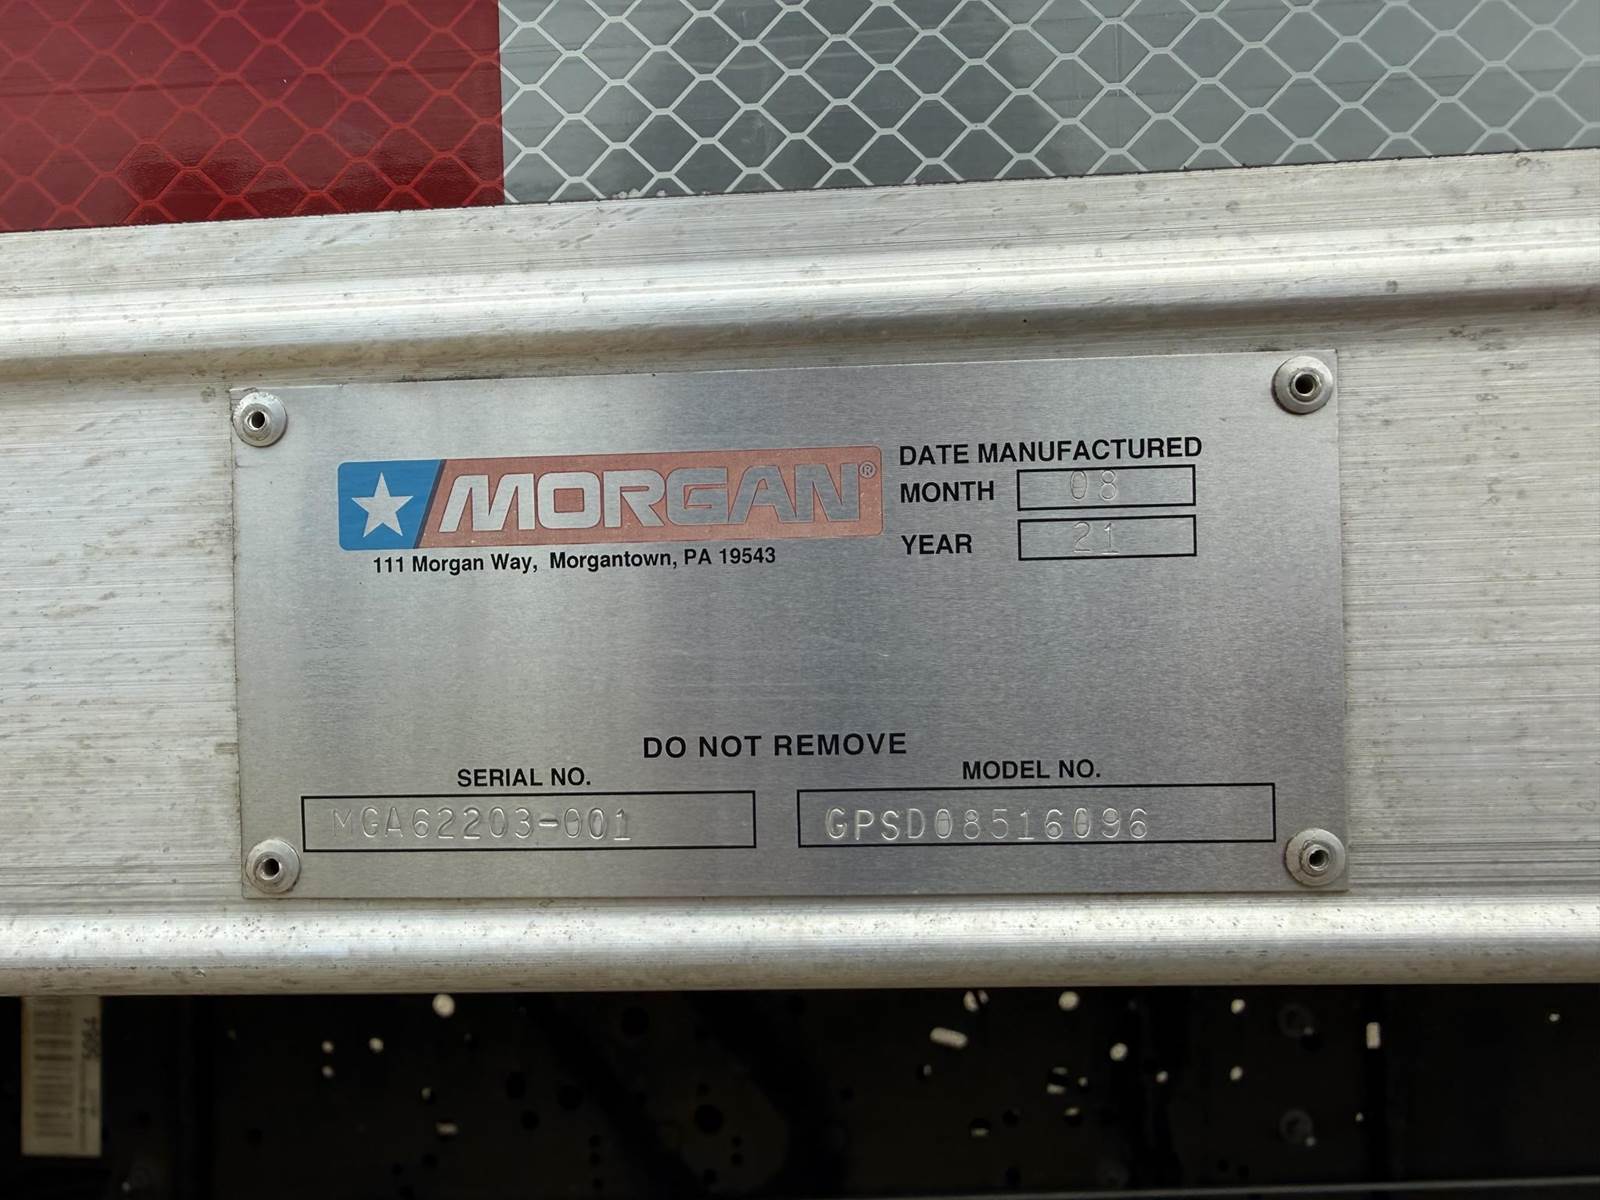 MORGAN®
111 Morgan Way, Morgantown, PA 19543
DATE MANUFACTURED
MONTH 08
YEAR 21
DO NOT REMOVE
SERIAL NO.
MGA62203-001
MODEL NO.
GPSD08516096
5064